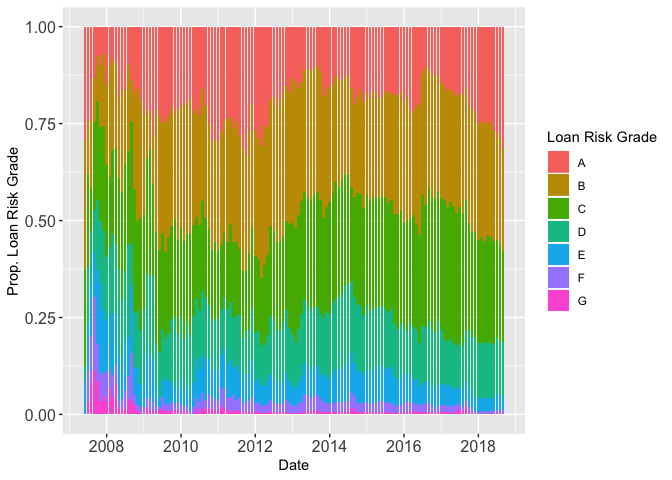 1.00
0.75
0.50
0.25
0.00
Prop. Loan Risk Grade
2008 2010 2012 2014 2016 2018
Date
Loan Risk Grade
A
B
C
D
E
F
G